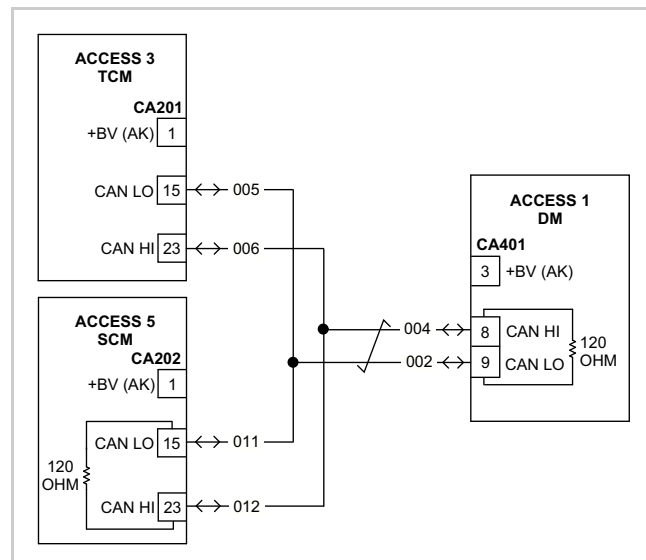 ACCESS 3
TCM
CA201
+BV (AK) 1
CAN LO 15 005
CAN HI 23 006
ACCESS 5
SCM
CA202
+BV (AK) 1
CAN LO 15 011
120
OHM
CAN HI 23 012
ACCESS 1
DM
CA401
3 +BV (AK)
004 8 CAN HI
002 9 CAN LO
120
OHM